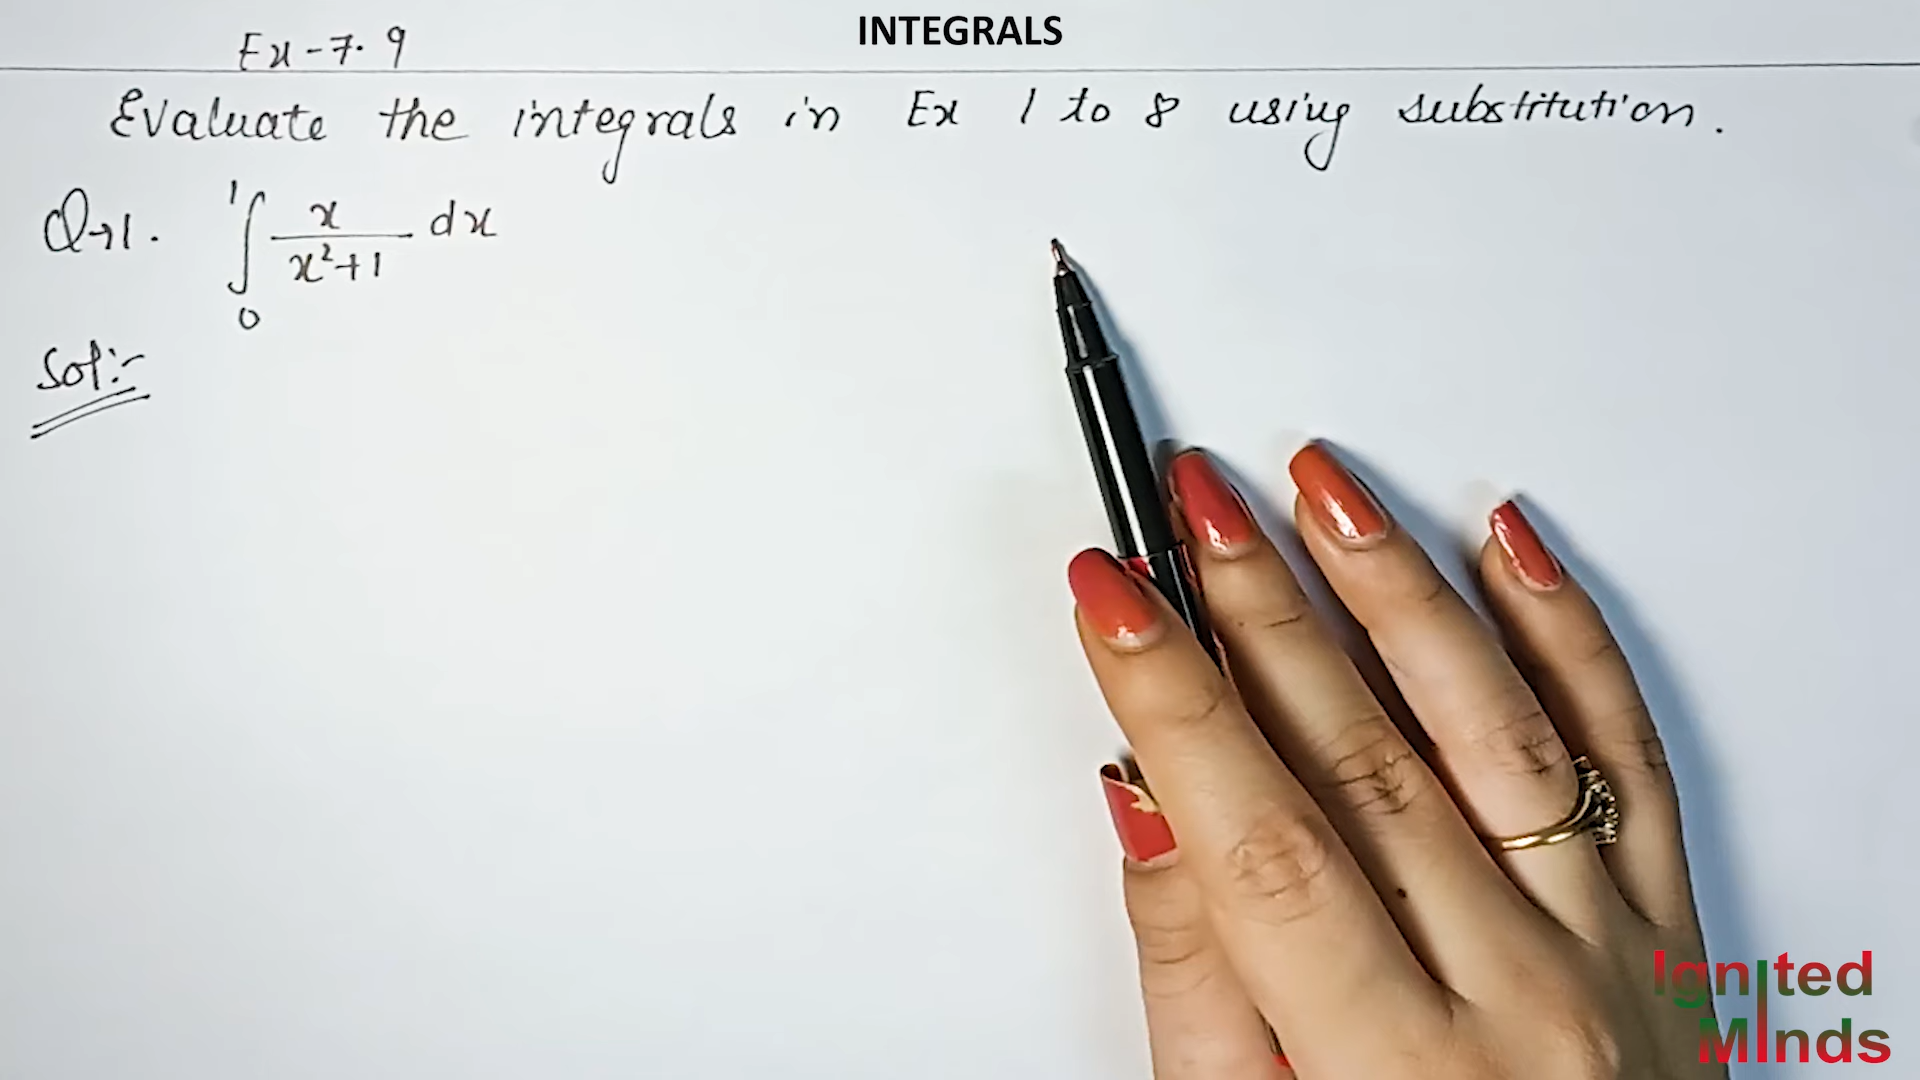 INTEGRALS
Ex-7.9
Evaluate the integrals in Ex 1 to 8 using substitution.
Q→1. ∫₀¹ x/(x²+1) dx
Sol:-
Ignited
Minds